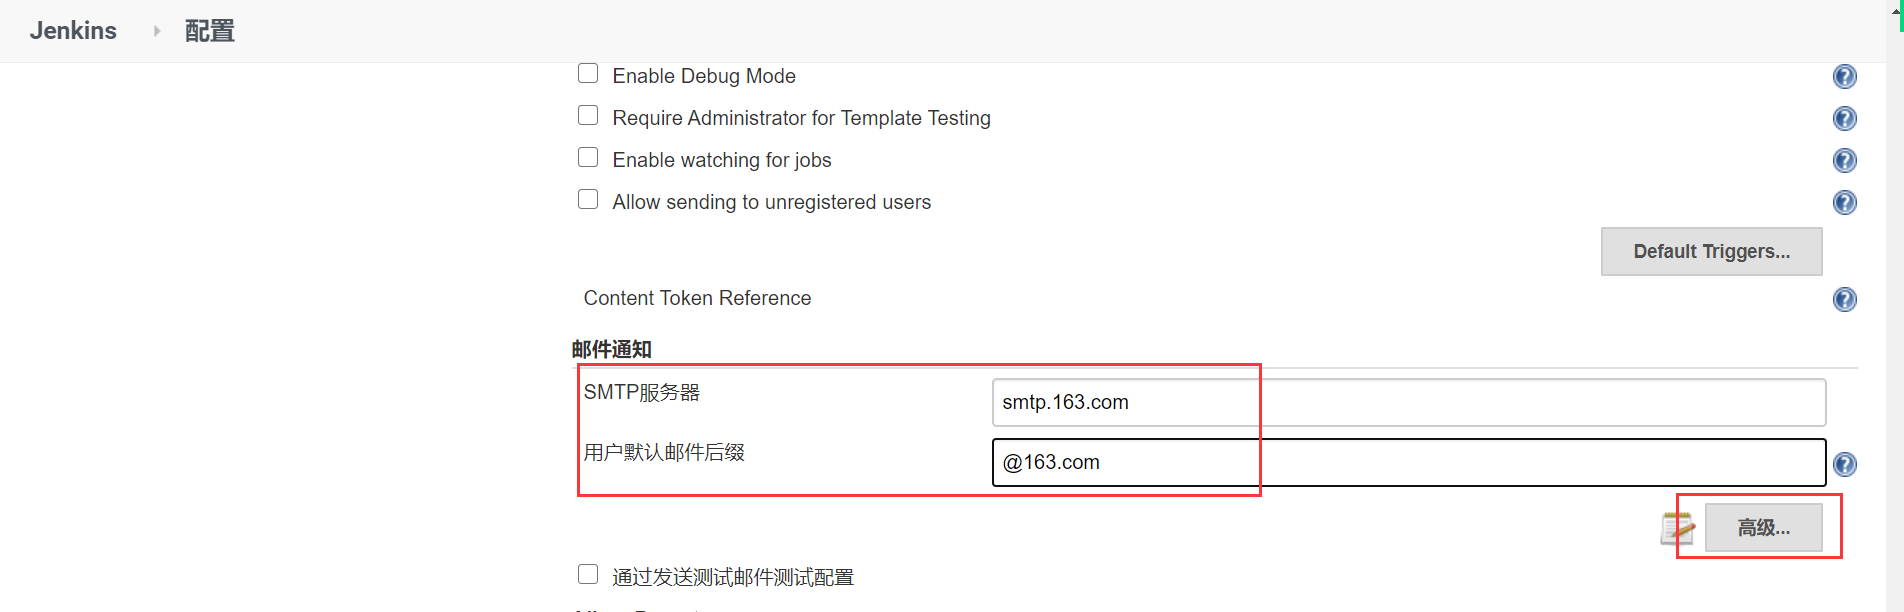 Jenkins 配置
Enable Debug Mode
Require Administrator for Template Testing
Enable watching for jobs
Allow sending to unregistered users
Default Triggers...
Content Token Reference
邮件通知
SMTP服务器 smtp.163.com
用户默认邮件后缀 @163.com
高级...
通过发送测试邮件测试配置